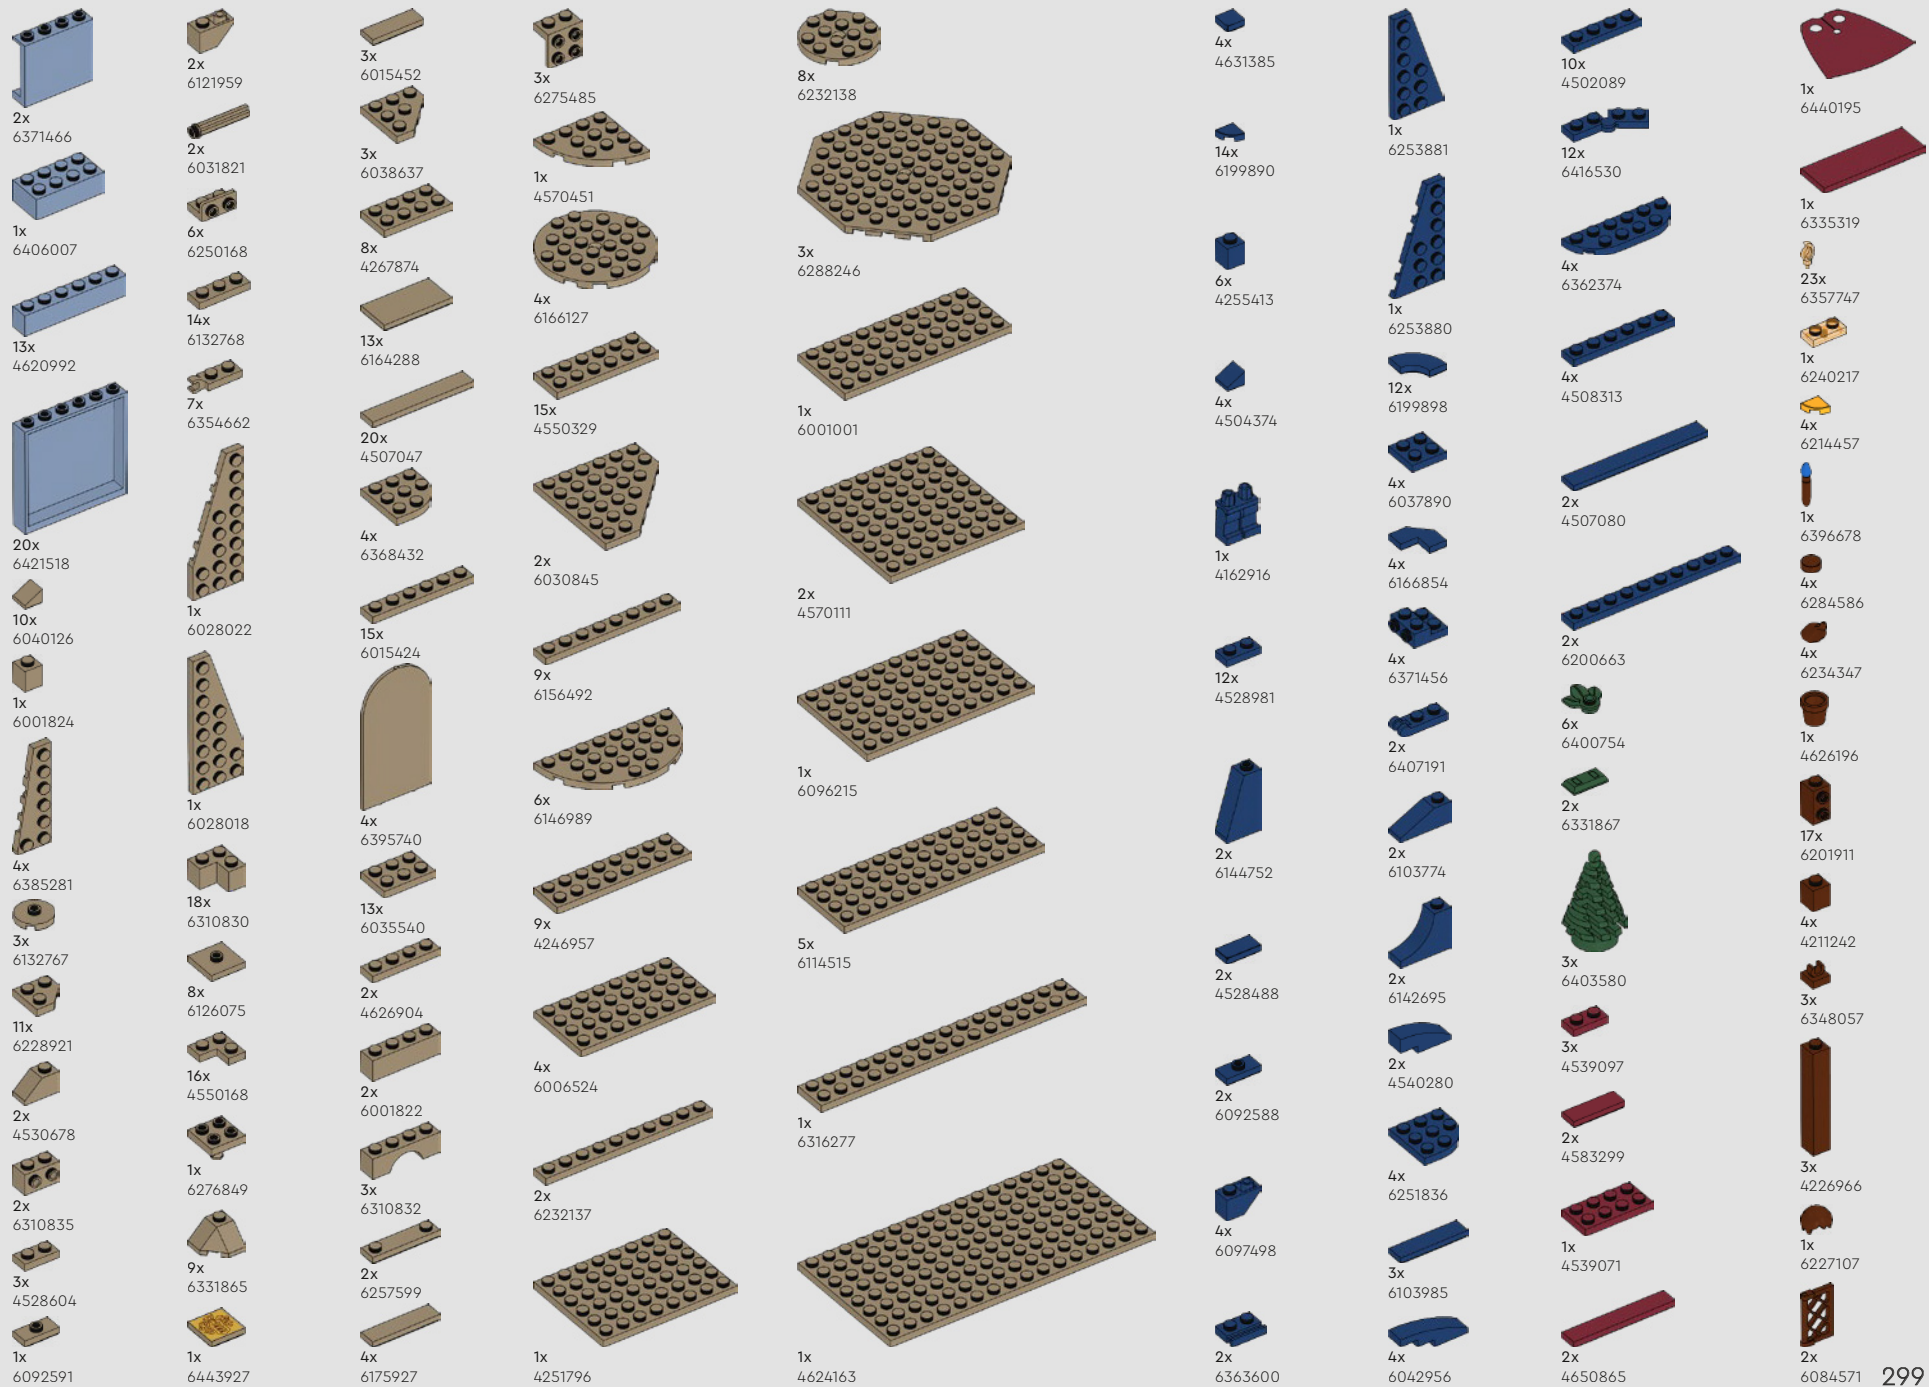 2x
6371466
1x
6406007
13x
4620992
20x
6421518
10x
6040126
1x
6001824
4x
6385281
3x
6132767
11x
6228921
2x
4530678
2x
6310835
3x
4528604
1x
6092591
2x
6121959
2x
6031821
6x
6250168
14x
6132768
7x
6354662
1x
6028022
1x
6028018
18x
6310830
8x
6126075
16x
4550168
1x
6276849
9x
6331865
1x
6443927
3x
6015452
3x
6038637
8x
4267874
13x
6164288
20x
4507047
4x
6368432
15x
6015424
4x
6395740
13x
6035540
2x
4626904
2x
6001822
3x
6310832
2x
6257599
4x
6175927
3x
6275485
1x
4570451
4x
6166127
15x
4550329
2x
6030845
9x
6156492
6x
6146989
9x
4246957
4x
6006524
2x
6232137
1x
4251796
8x
6232138
3x
6288246
1x
6001001
2x
4570111
1x
6096215
5x
6114515
1x
6316277
1x
4624163
4x
4631385
14x
6199890
6x
4255413
4x
4504374
1x
4162916
12x
4528981
2x
6144752
2x
4528488
2x
6092588
4x
6097498
2x
6363600
1x
6253881
1x
6253880
12x
6199898
4x
6037890
4x
6166854
4x
6371456
2x
6407191
2x
6103774
2x
6142695
2x
4540280
4x
6251836
3x
6103985
4x
6042956
10x
4502089
12x
6416530
4x
6362374
4x
4508313
2x
4507080
2x
6200663
6x
6400754
2x
6331867
3x
6403580
3x
4539097
2x
4583299
1x
4539071
2x
4650865
1x
6440195
1x
6335319
23x
6357747
1x
6240217
4x
6214457
1x
6396678
4x
6284586
4x
6234347
1x
4626196
17x
6201911
4x
4211242
3x
6348057
3x
4226966
1x
6227107
2x
6084571
299